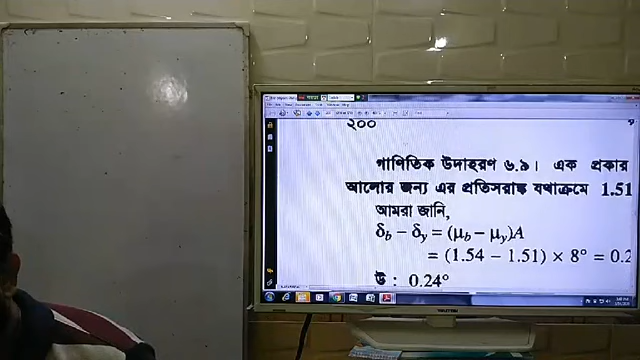 ২০০
গাণিতিক উদাহরণ ৬.৯। এক প্রকার
আলোর জন্য এর প্রতিসরাঙ্ক যথাক্রমে 1.51
আমরা জানি,
δb − δy = (μb − μy)A
= (1.54 − 1.51) × 8° = 0.2
উ : 0.24°